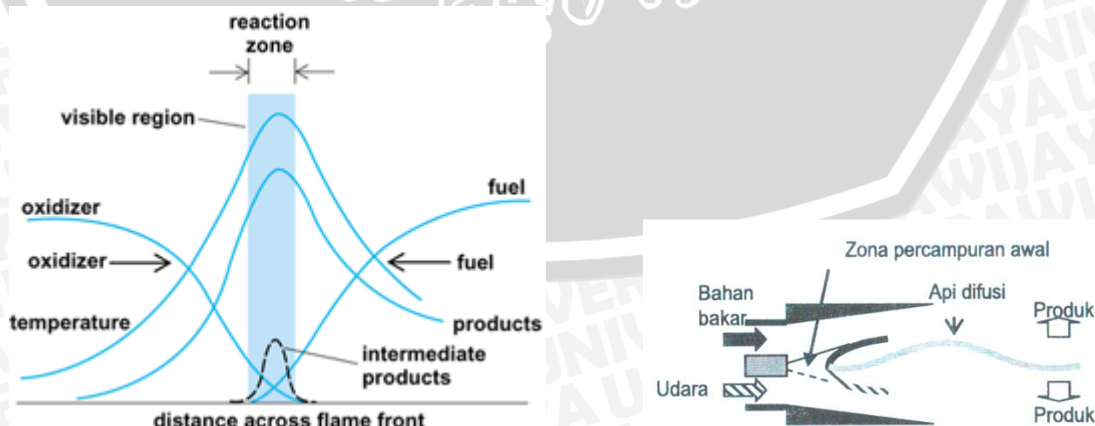 reaction
zone
visible region
fuel
oxidizer
oxidizer
fuel
temperature
products
intermediate
products
distance across flame front
Zona percampuran awal
Bahan
bakar
Api difusi
Produk
Udara
Produk